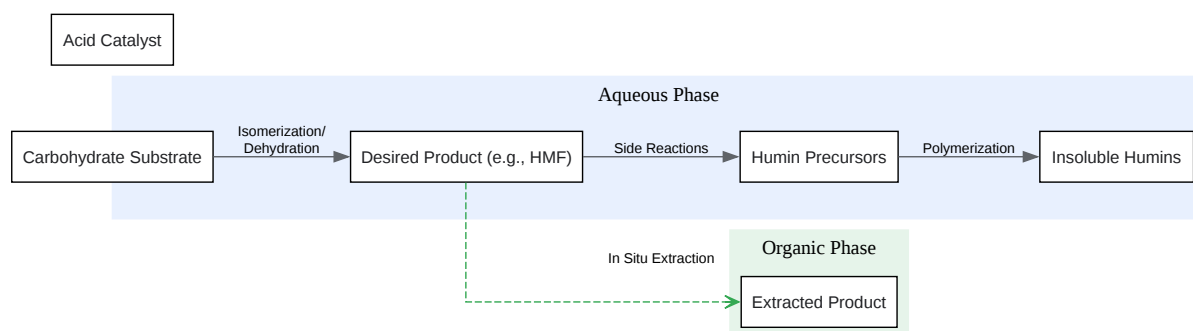 Acid Catalyst
Aqueous Phase
Carbohydrate Substrate
Isomerization/
Dehydration
Desired Product (e.g., HMF)
Side Reactions
Humin Precursors
Polymerization
Insoluble Humins
In Situ Extraction
Organic Phase
Extracted Product